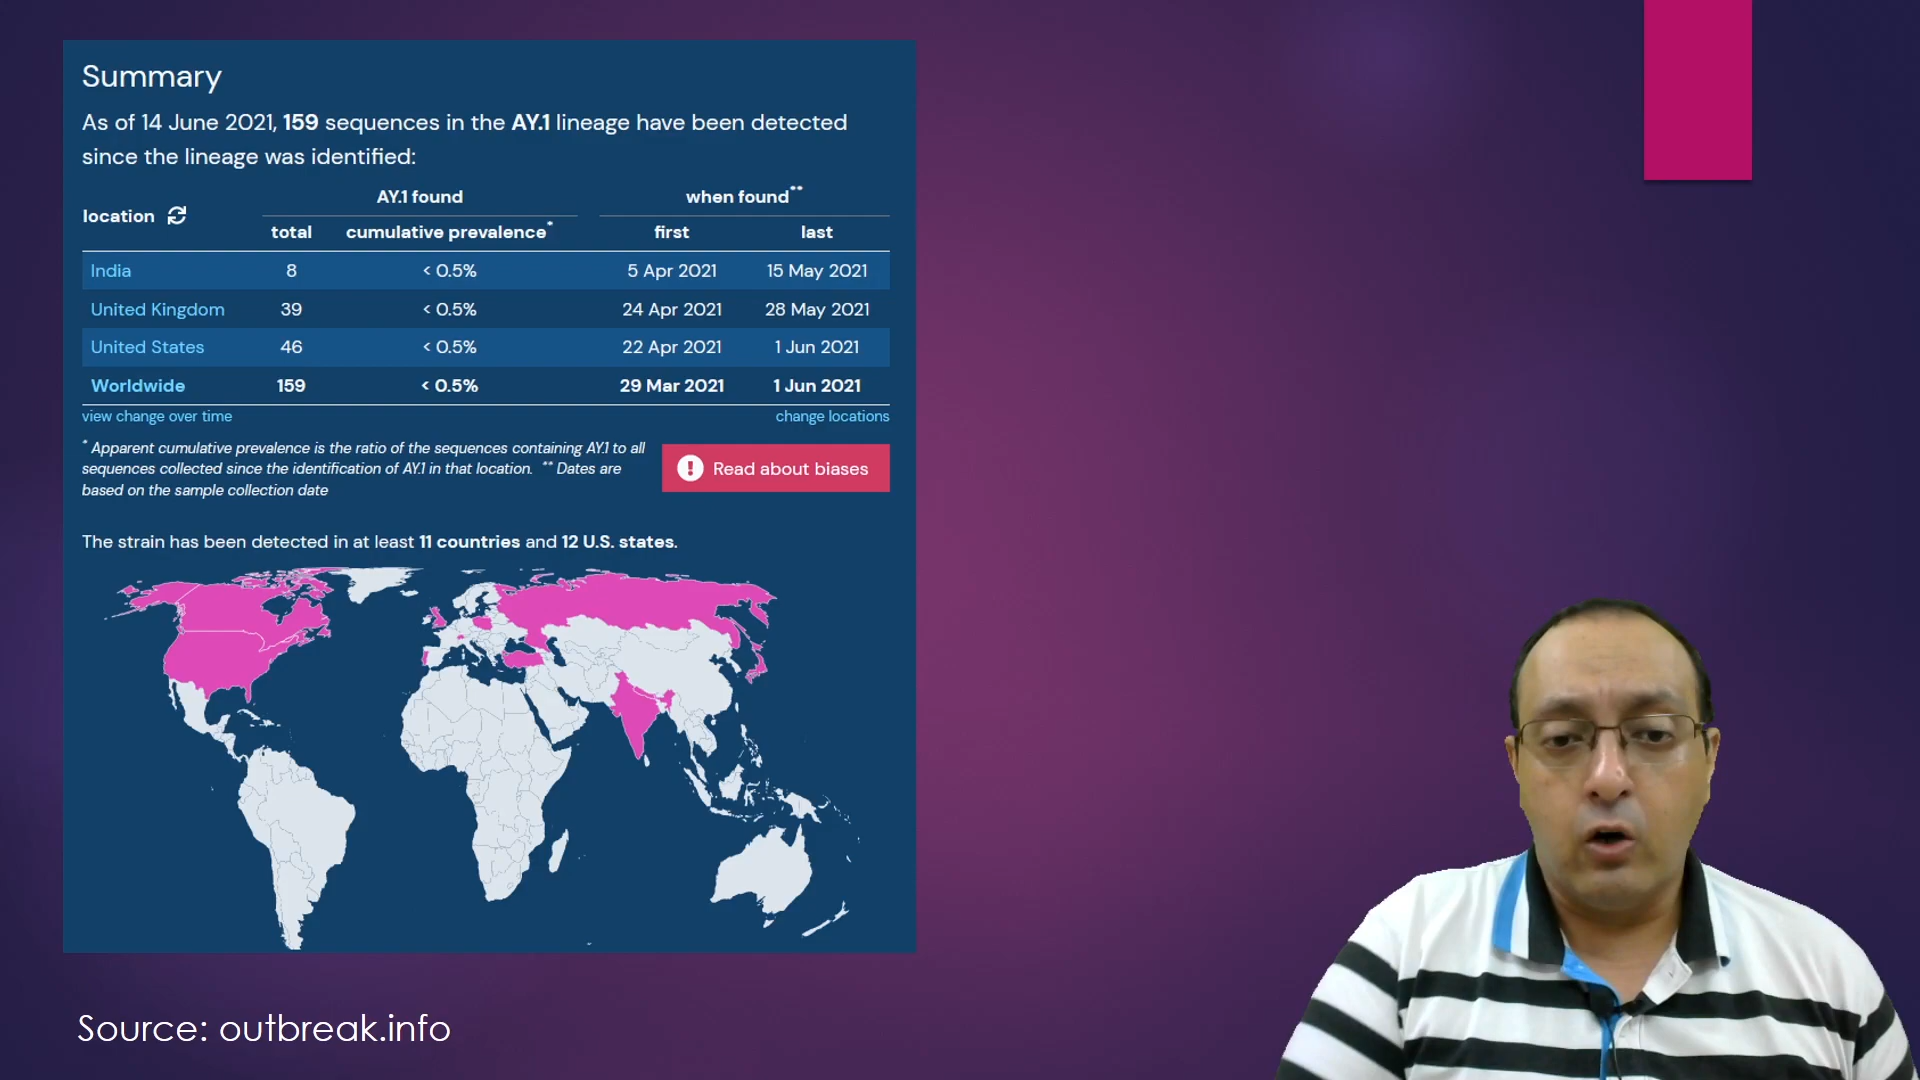 Summary
As of 14 June 2021, 159 sequences in the AY.1 lineage have been detected
since the lineage was identified:
location AY.1 found when found**
total cumulative prevalence* first last
India 8 < 0.5% 5 Apr 2021 15 May 2021
United Kingdom 39 < 0.5% 24 Apr 2021 28 May 2021
United States 46 < 0.5% 22 Apr 2021 1 Jun 2021
Worldwide 159 < 0.5% 29 Mar 2021 1 Jun 2021
view change over time change locations
* Apparent cumulative prevalence is the ratio of the sequences containing AY.1 to all
sequences collected since the identification of AY.1 in that location. ** Dates are
based on the sample collection date
! Read about biases
The strain has been detected in at least 11 countries and 12 U.S. states.
Source: outbreak.info